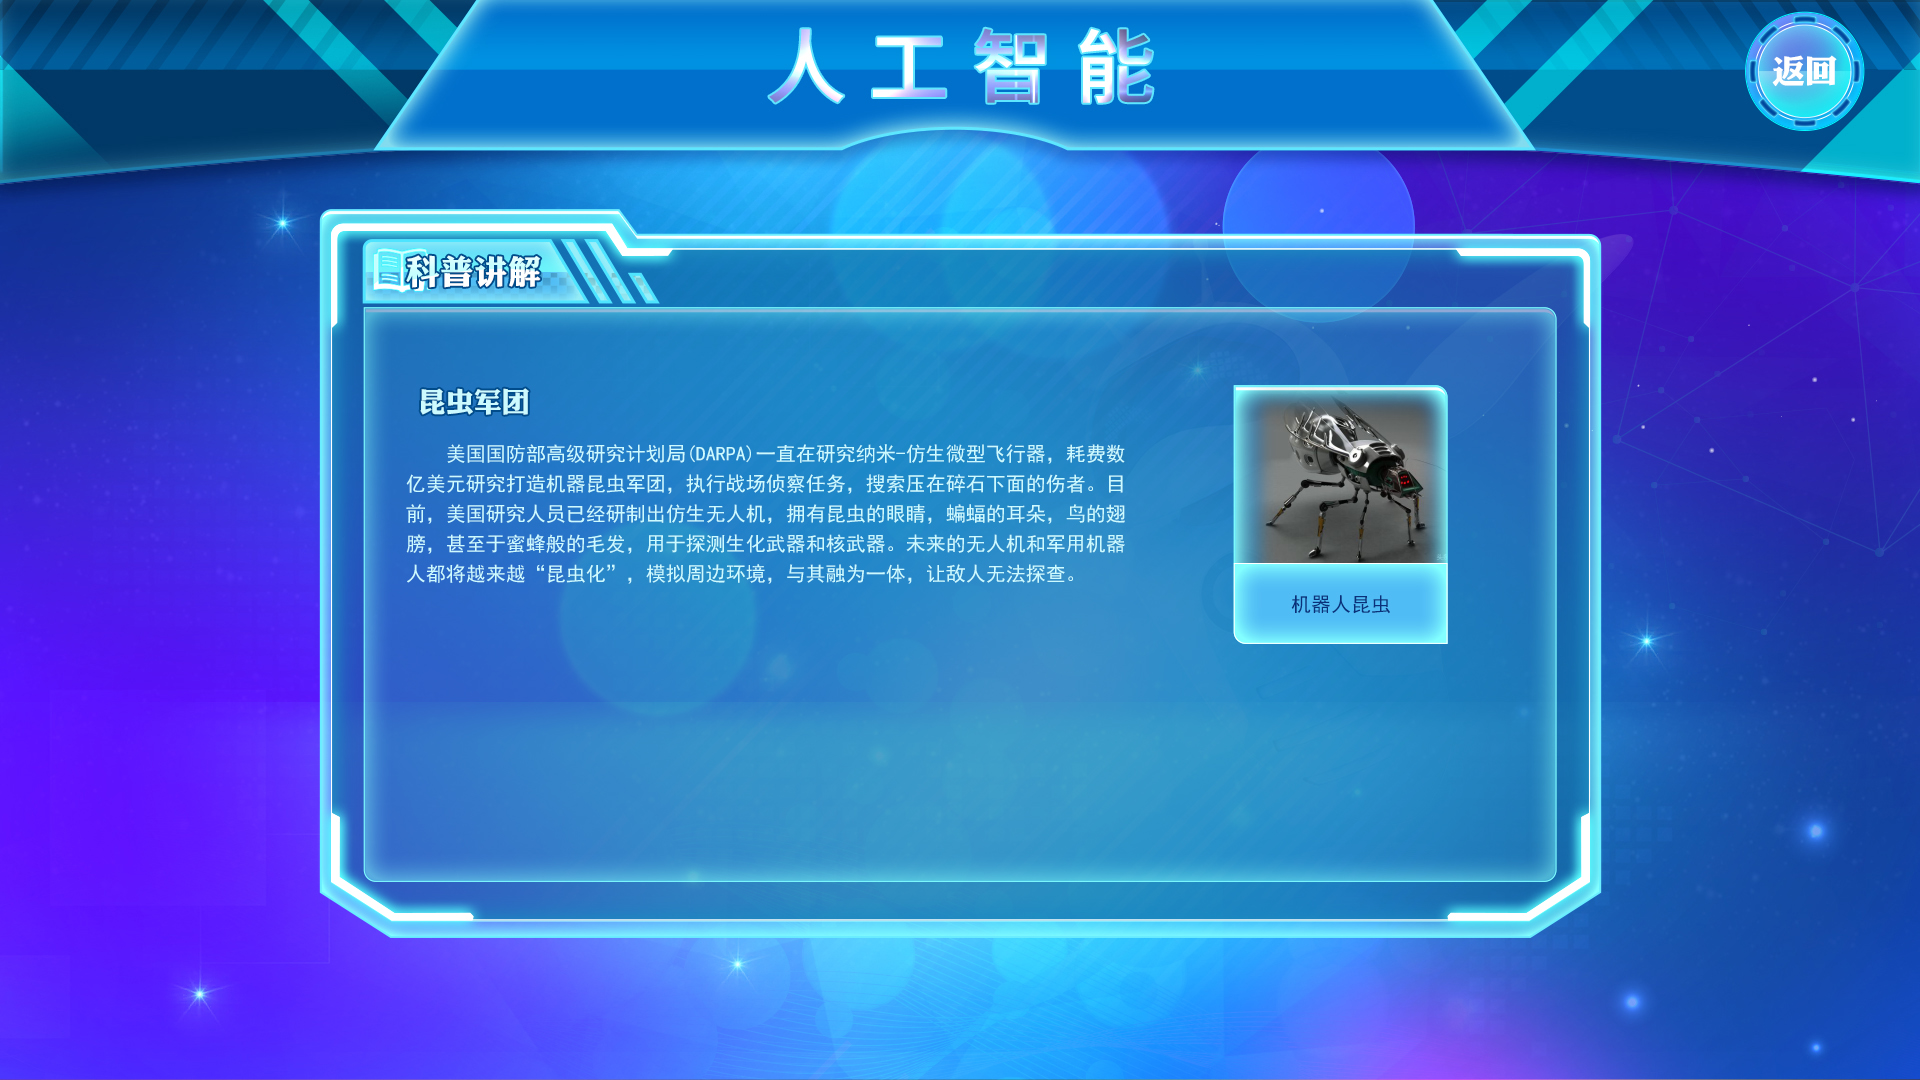 人工智能
返回
科普讲解
昆虫军团
美国国防部高级研究计划局(DARPA)一直在研究纳米-仿生微型飞行器，耗费数
亿美元研究打造机器昆虫军团，执行战场侦察任务，搜索压在碎石下面的伤者。目
前，美国研究人员已经研制出仿生无人机，拥有昆虫的眼睛，蝙蝠的耳朵，鸟的翅
膀，甚至于蜜蜂般的毛发，用于探测生化武器和核武器。未来的无人机和军用机器
人都将越来越“昆虫化”，模拟周边环境，与其融为一体，让敌人无法探查。
机器人昆虫